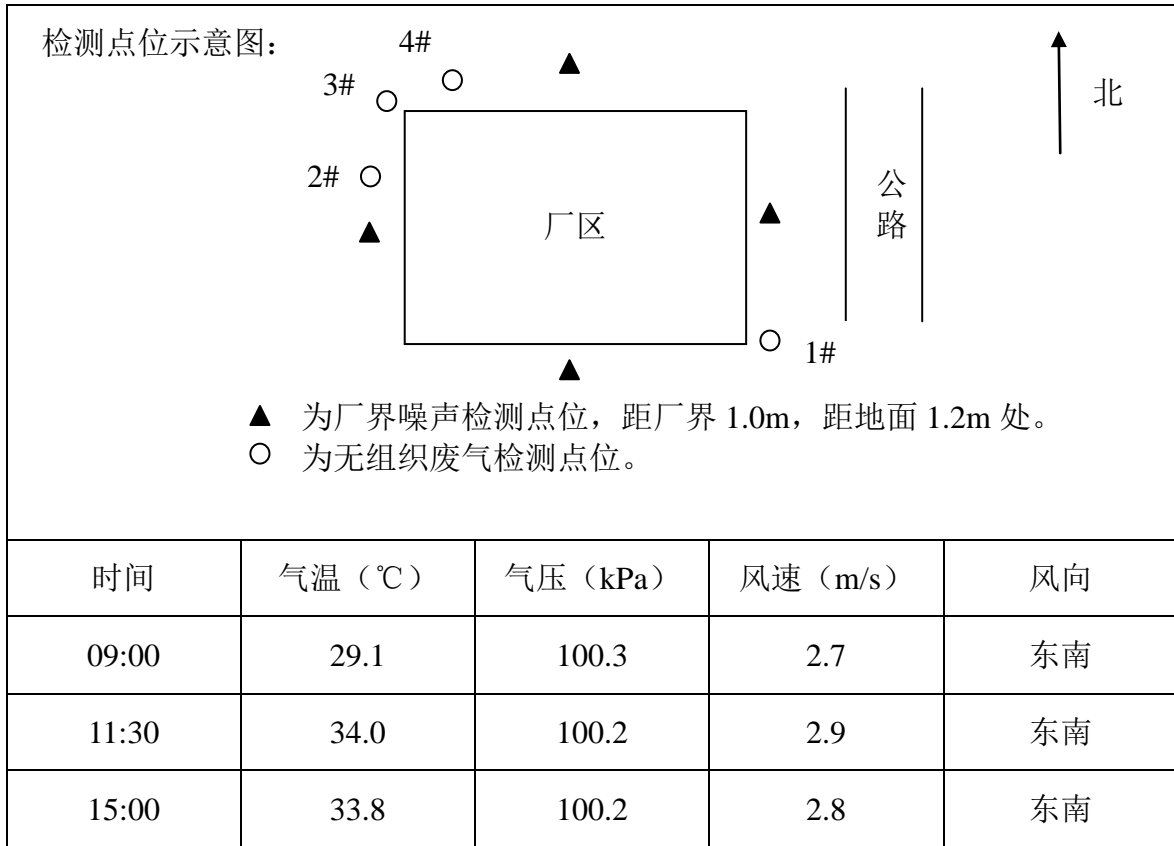 检测点位示意图：
4#
3#
北
2#
公路
厂区
1#
▲ 为厂界噪声检测点位，距厂界 1.0m，距地面 1.2m 处。
○ 为无组织废气检测点位。
时间 气温（℃） 气压（kPa） 风速（m/s） 风向
09:00 29.1 100.3 2.7 东南
11:30 34.0 100.2 2.9 东南
15:00 33.8 100.2 2.8 东南